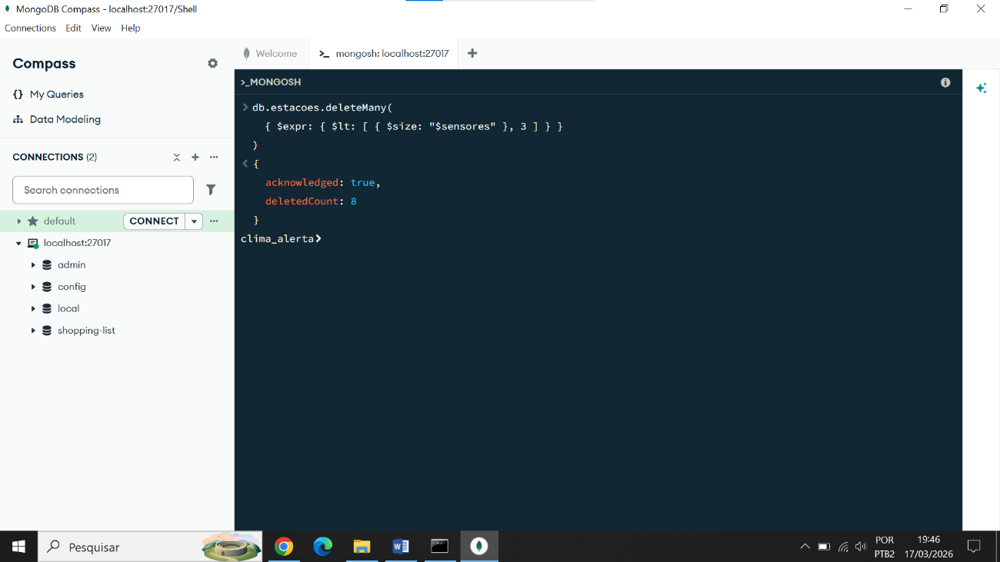 MongoDB Compass - localhost:27017/Shell
Connections Edit View Help
Compass
{} My Queries
Data Modeling
CONNECTIONS (2)
Search connections
default CONNECT
localhost:27017
admin
config
local
shopping-list
Welcome
>_ mongosh: localhost:27017
>_MONGOSH
> db.estacoes.deleteMany(
{ $expr: { $lt: [ { $size: "$sensores" }, 3 ] } }
)
< {
acknowledged: true,
deletedCount: 8
}
clima_alerta>
Pesquisar
POR
PTB2
19:46
17/03/2026